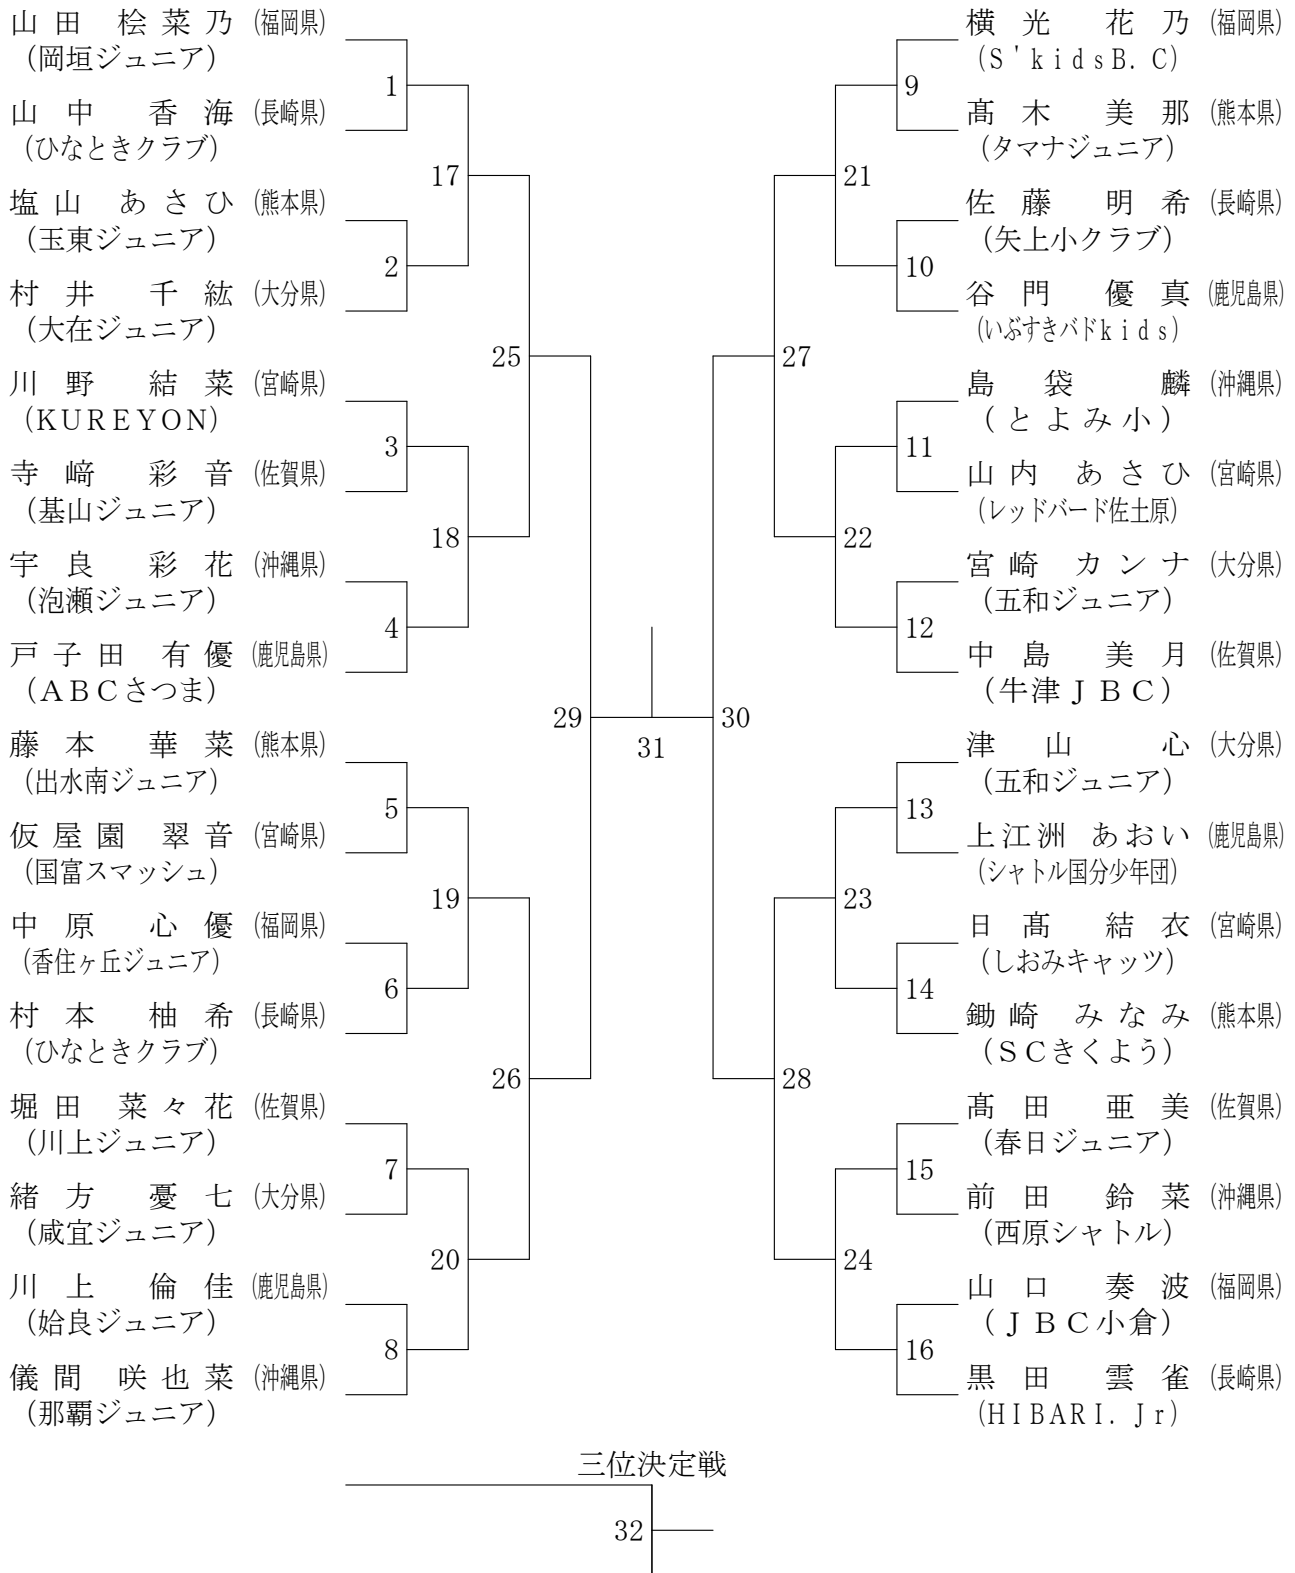 山田 桧菜乃 (福岡県)
(岡垣ジュニア)
1
山中 香海 (長崎県)
(ひなときクラブ)
17
塩山 あさひ (熊本県)
(玉東ジュニア)
2
村井 千紘 (大分県)
(大在ジュニア)
25
川野 結菜 (宮崎県)
(KUREYON)
3
寺﨑 彩音 (佐賀県)
(基山ジュニア)
18
宇良 彩花 (沖縄県)
(泡瀬ジュニア)
4
戸子田 有優 (鹿児島県)
(ABCさつま)
29
藤本 華菜 (熊本県)
(出水南ジュニア)
5
仮屋園 翠音 (宮崎県)
(国富スマッシュ)
19
中原 心優 (福岡県)
(香住ヶ丘ジュニア)
6
村本 柚希 (長崎県)
(ひなときクラブ)
26
堀田 菜々花 (佐賀県)
(川上ジュニア)
7
緒方 憂七 (大分県)
(咸宜ジュニア)
20
川上 倫佳 (鹿児島県)
(姶良ジュニア)
8
儀間 咲也菜 (沖縄県)
(那覇ジュニア)
31
横光 花乃 (福岡県)
(S'kidsB.C)
9
髙木 美那 (熊本県)
(タマナジュニア)
21
佐藤 明希 (長崎県)
(矢上小クラブ)
10
谷門 優真 (鹿児島県)
(いぶすきバドkids)
27
島袋 麟 (沖縄県)
(とよみ小)
11
山内 あさひ (宮崎県)
(レッドバード佐土原)
22
宮崎 カンナ (大分県)
(五和ジュニア)
12
中島 美月 (佐賀県)
(牛津JBC)
30
津山 心 (大分県)
(五和ジュニア)
13
上江洲 あおい (鹿児島県)
(シャトル国分少年団)
23
日髙 結衣 (宮崎県)
(しおみキャッツ)
14
鋤崎 みなみ (熊本県)
(SCきくよう)
28
髙田 亜美 (佐賀県)
(春日ジュニア)
15
前田 鈴菜 (沖縄県)
(西原シャトル)
24
山口 奏波 (福岡県)
(JBC小倉)
16
黒田 雲雀 (長崎県)
(HIBARI.Jr)
三位決定戦
32